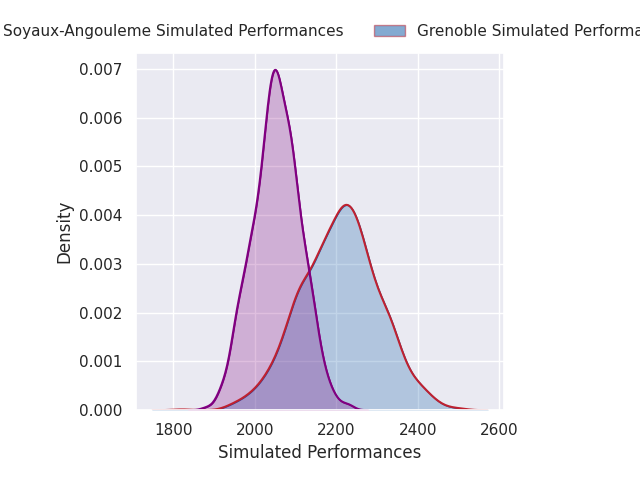 Soyaux-Angouleme Simulated Performances
Grenoble Simulated Performa
0.007
0.006
0.005
0.004
0.003
0.002
0.001
0.000
Density
1800 2000 2200 2400 2600
Simulated Performances